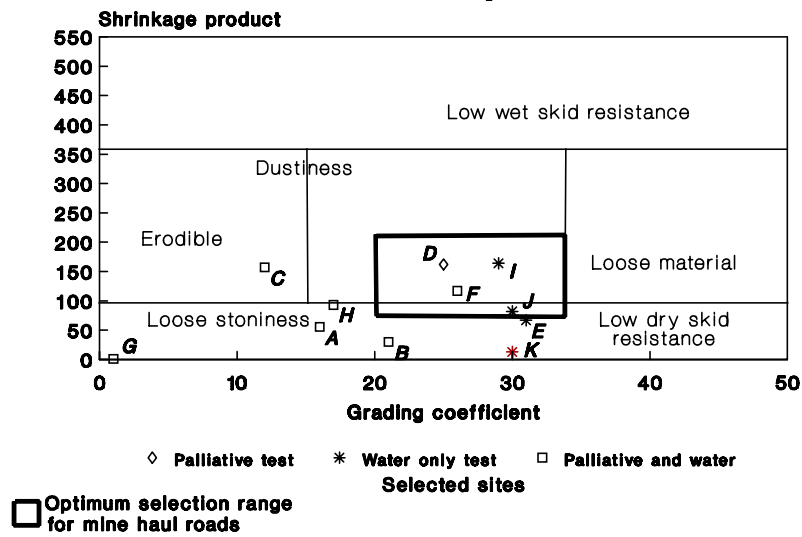 Shrinkage product
550
500
450
400
350
300
250
200
150
100
50
0
Low wet skid resistance
Dustiness
Erodible
Loose material
Loose stoniness
Low dry skid
resistance
D
I
C
F
J
H
E
A
B
K
G
0 10 20 30 40 50
Grading coefficient
Palliative test
Water only test
Palliative and water
Selected sites
Optimum selection range
for mine haul roads